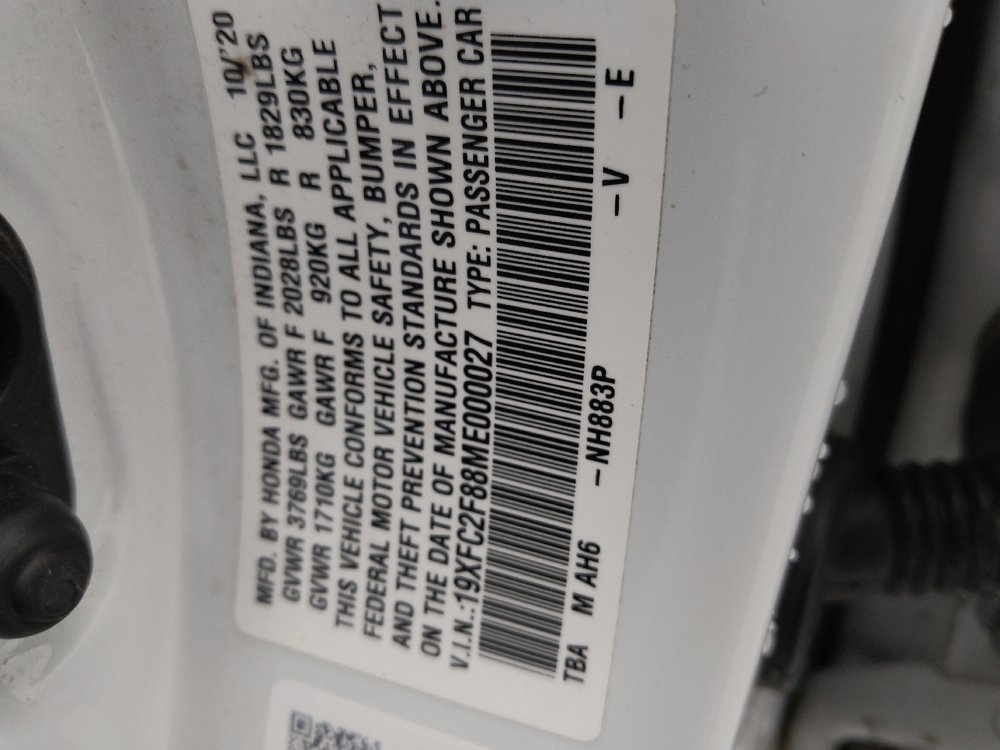 MFD. BY HONDA MFG. OF INDIANA, LLC 10/'20
GVWR 3769LBS GAWR F 2028LBS R 1829LBS
GVWR 1710KG GAWR F 920KG R 830KG
THIS VEHICLE CONFORMS TO ALL APPLICABLE
FEDERAL MOTOR VEHICLE SAFETY, BUMPER,
AND THEFT PREVENTION STANDARDS IN EFFECT
ON THE DATE OF MANUFACTURE SHOWN ABOVE.
V.I.N.:19XFC2F88ME000027 TYPE: PASSENGER CAR
TBA M AH6 –NH883P –V –E